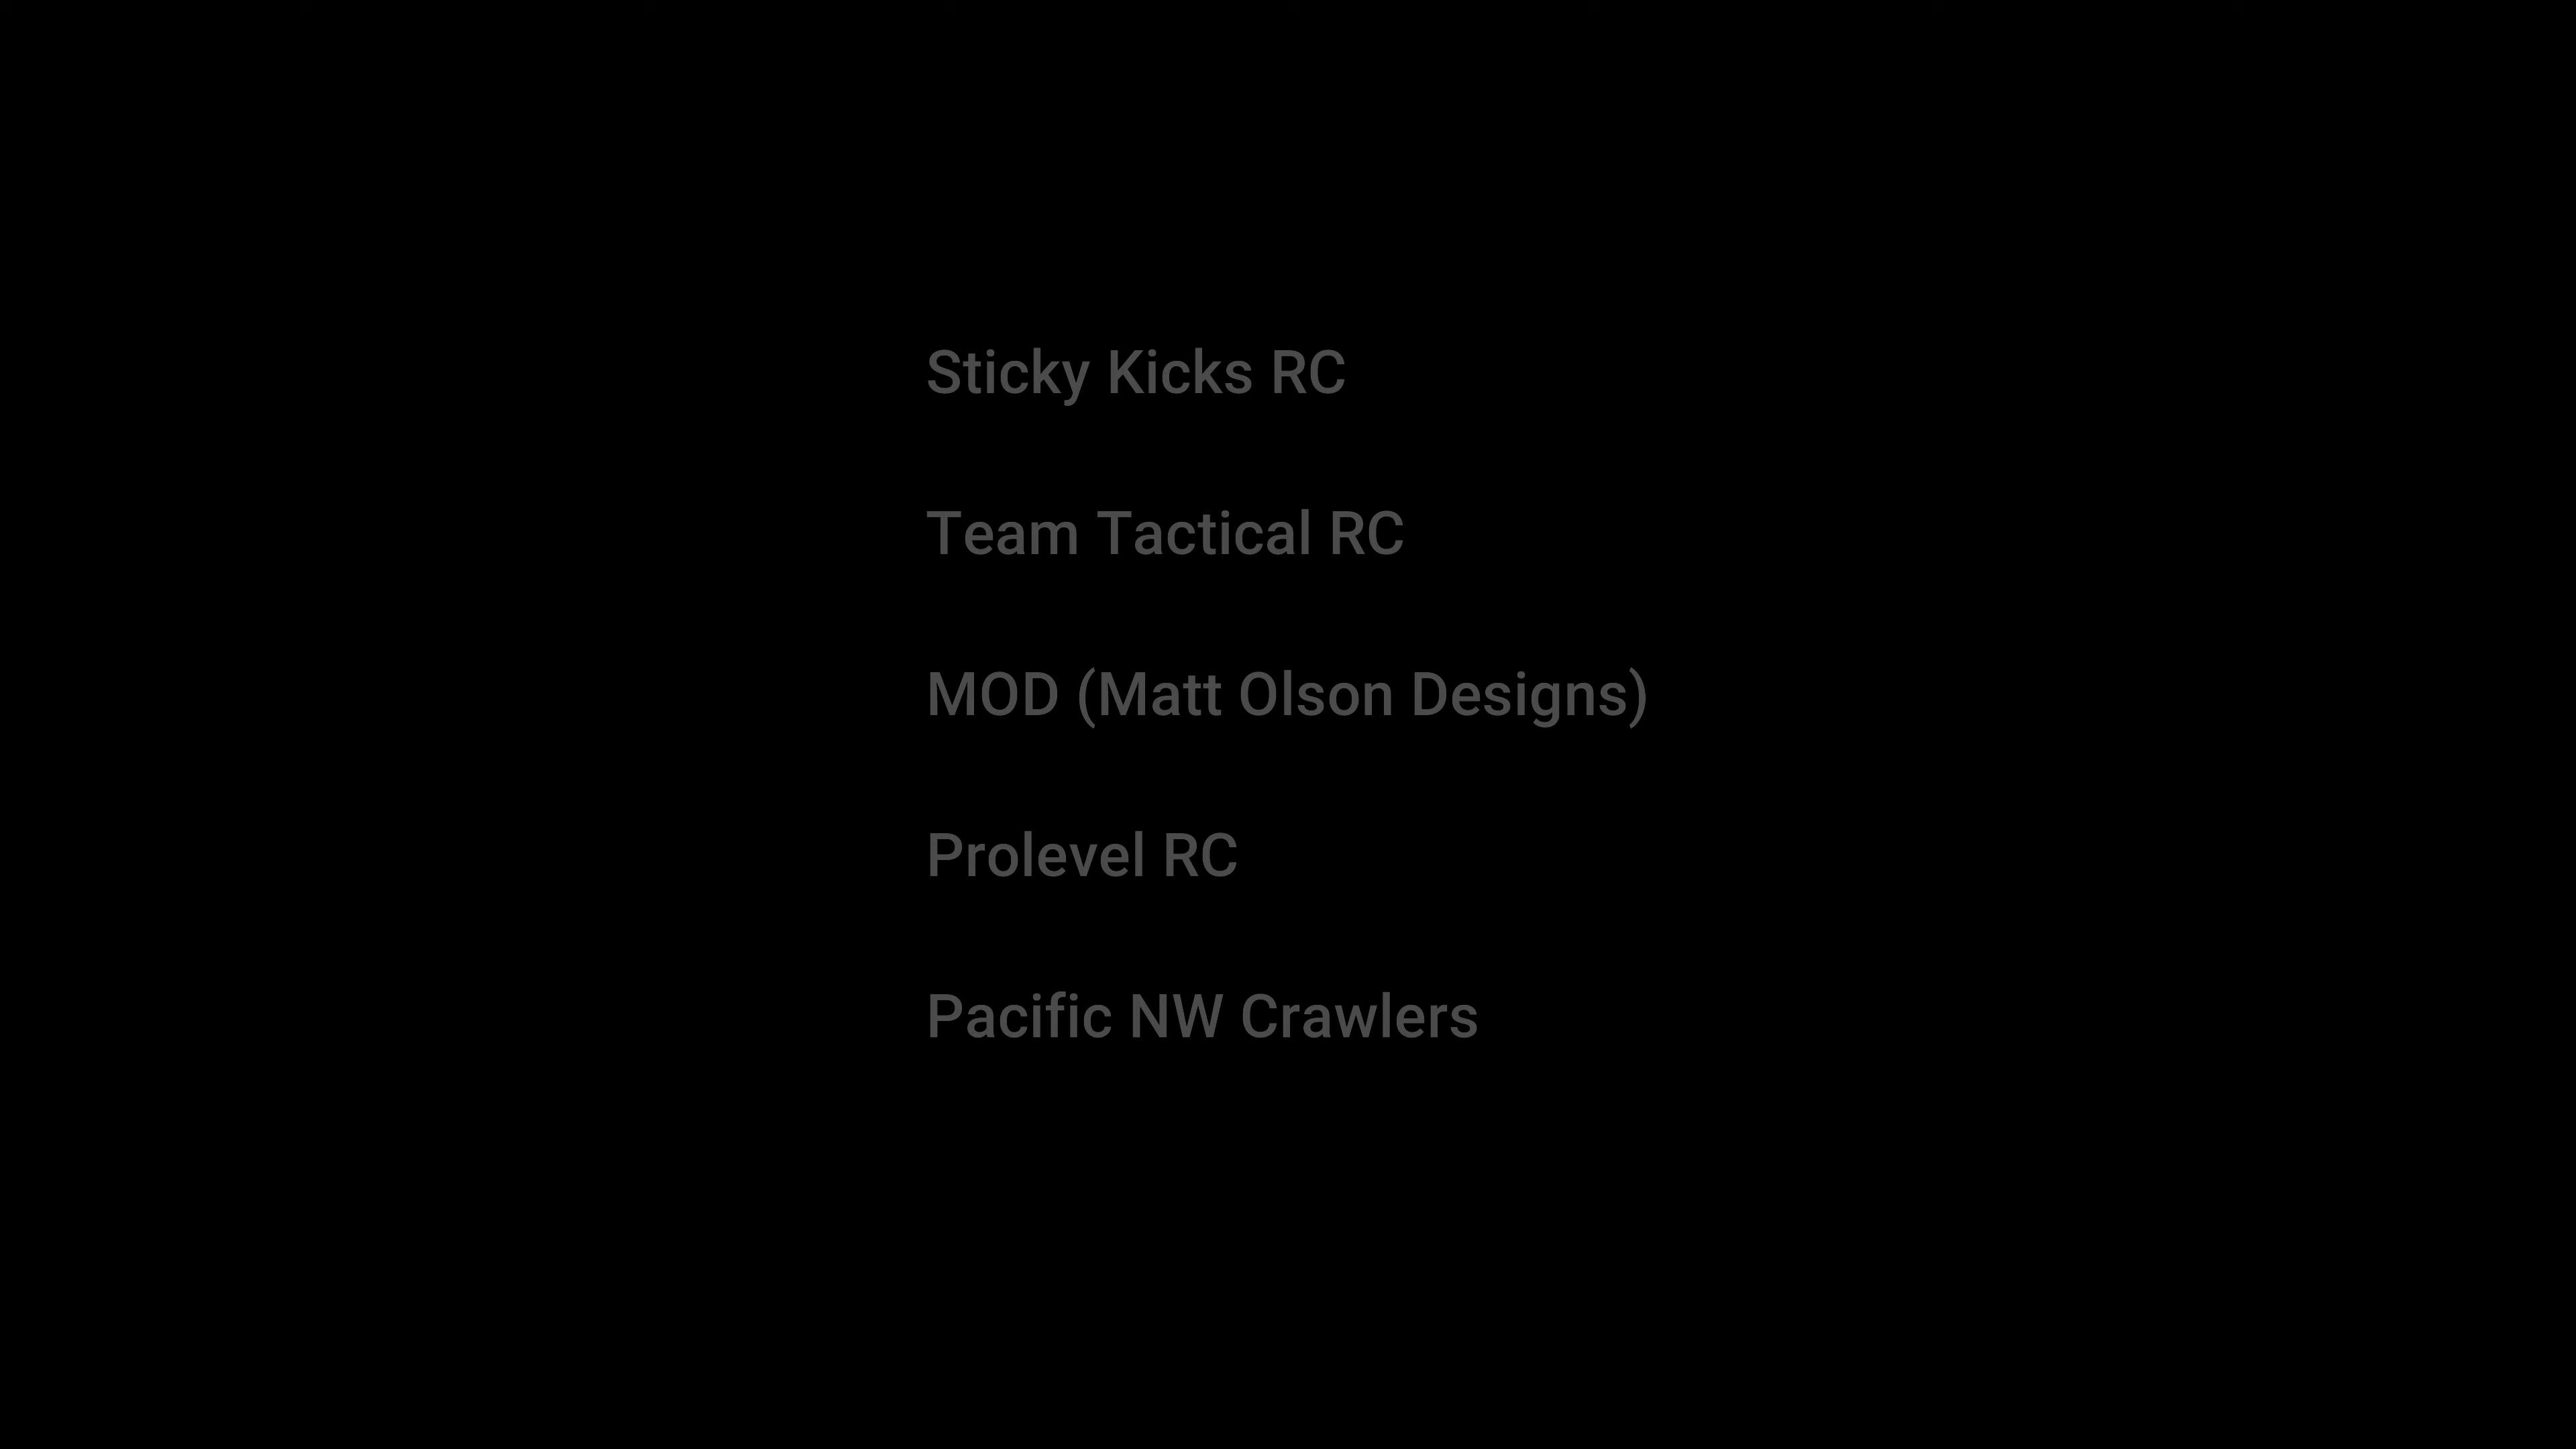 Sticky Kicks RC
Team Tactical RC
MOD (Matt Olson Designs)
Prolevel RC
Pacific NW Crawlers